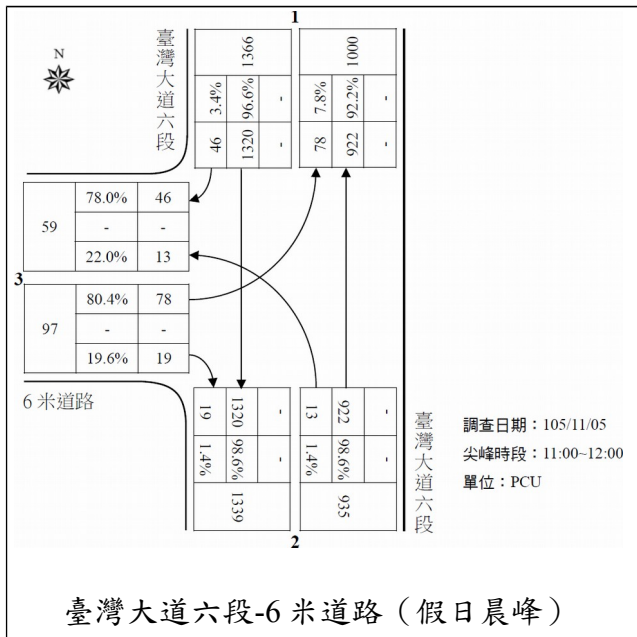 1
N
臺灣大道六段
1366
3.4% 96.6% -
46 1320 -
1000
7.8% 92.2% -
78 922 -
59
78.0% 46
- -
22.0% 13
3
97
80.4% 78
- -
19.6% 19
6 米道路
19 1320 -
1.4% 98.6% -
1339
13 922 -
1.4% 98.6% -
935
2
臺灣大道六段
調查日期：105/11/05
尖峰時段：11:00~12:00
單位：PCU
臺灣大道六段-6 米道路（假日晨峰）